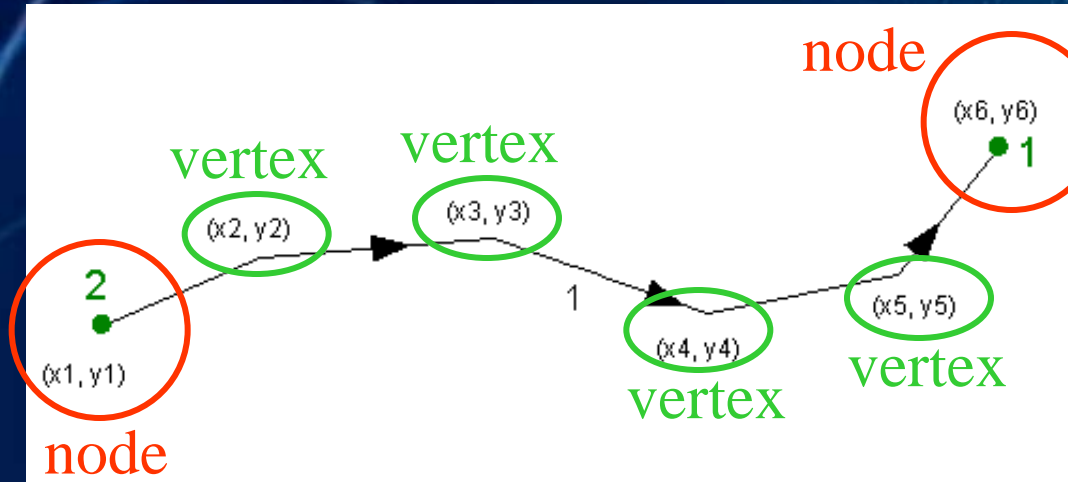 node
(x6, y6)
1
vertex
vertex
(x2, y2)
(x3, y3)
2
(x1, y1)
1
(x4, y4)
(x5, y5)
vertex
vertex
node